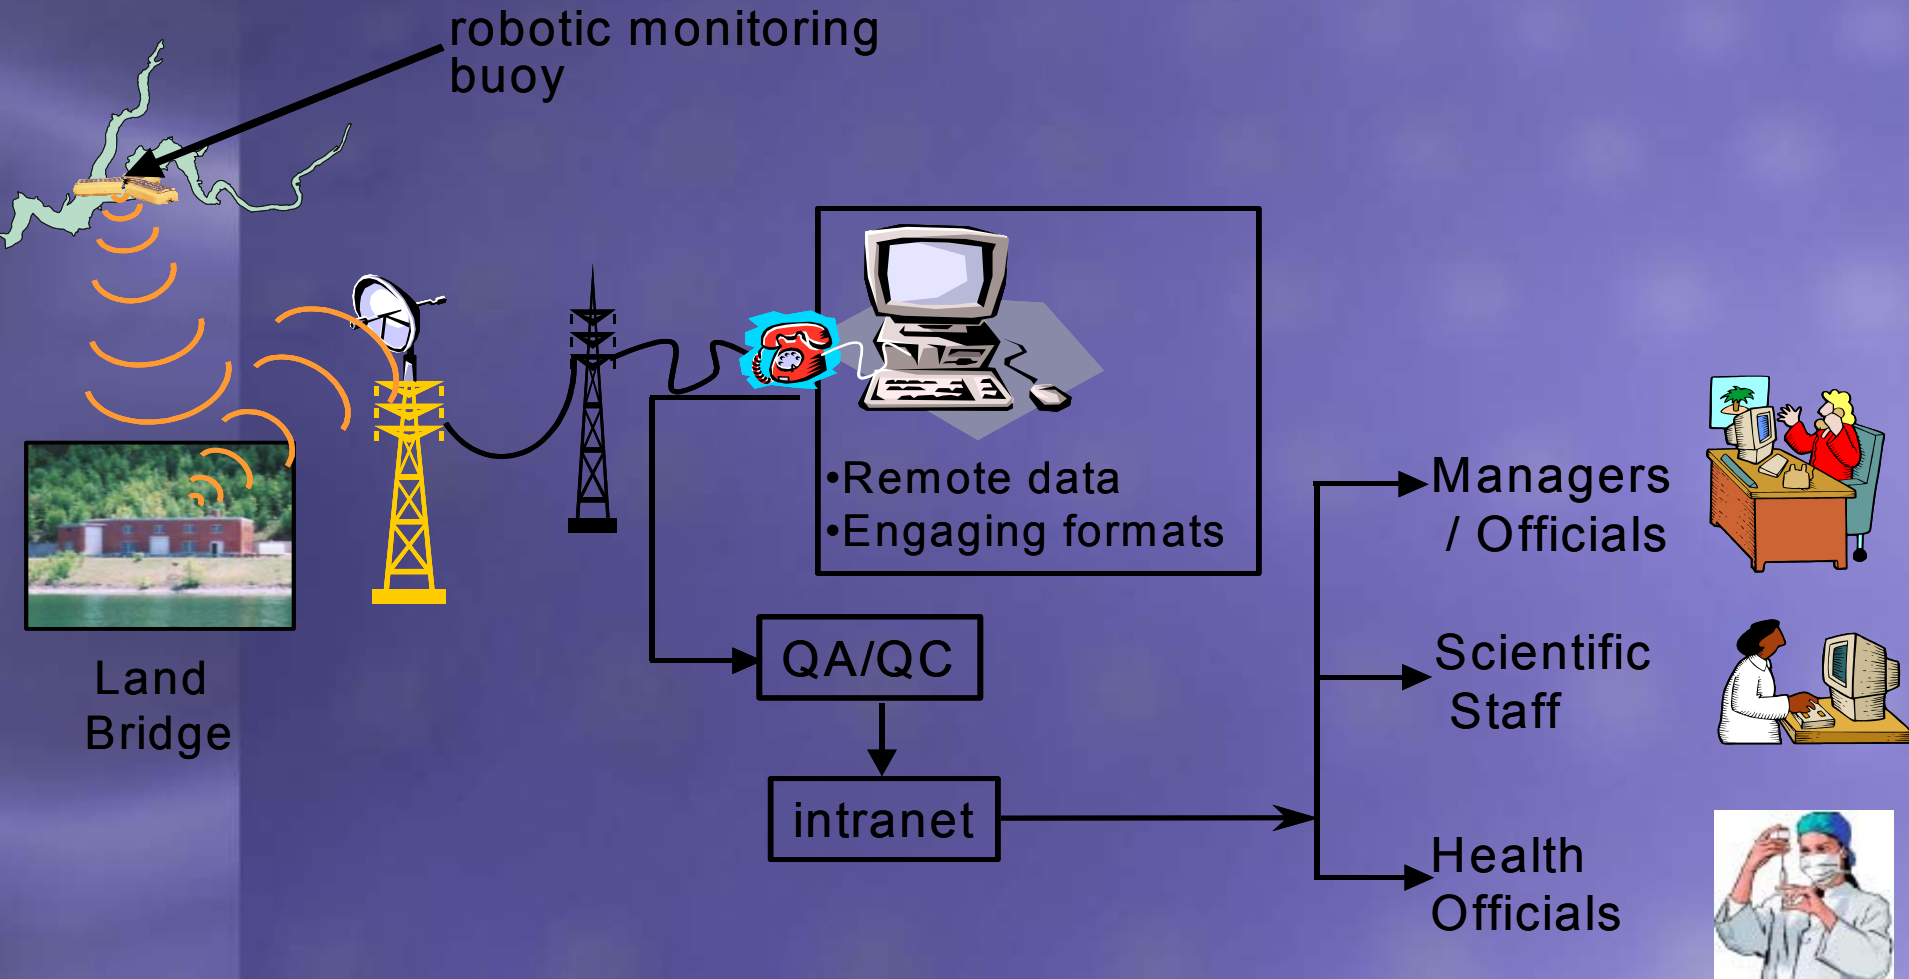 robotic monitoring
buoy
•Remote data
•Engaging formats
Managers
/ Officials
QA/QC
Scientific
Staff
Land
Bridge
intranet
Health
Officials